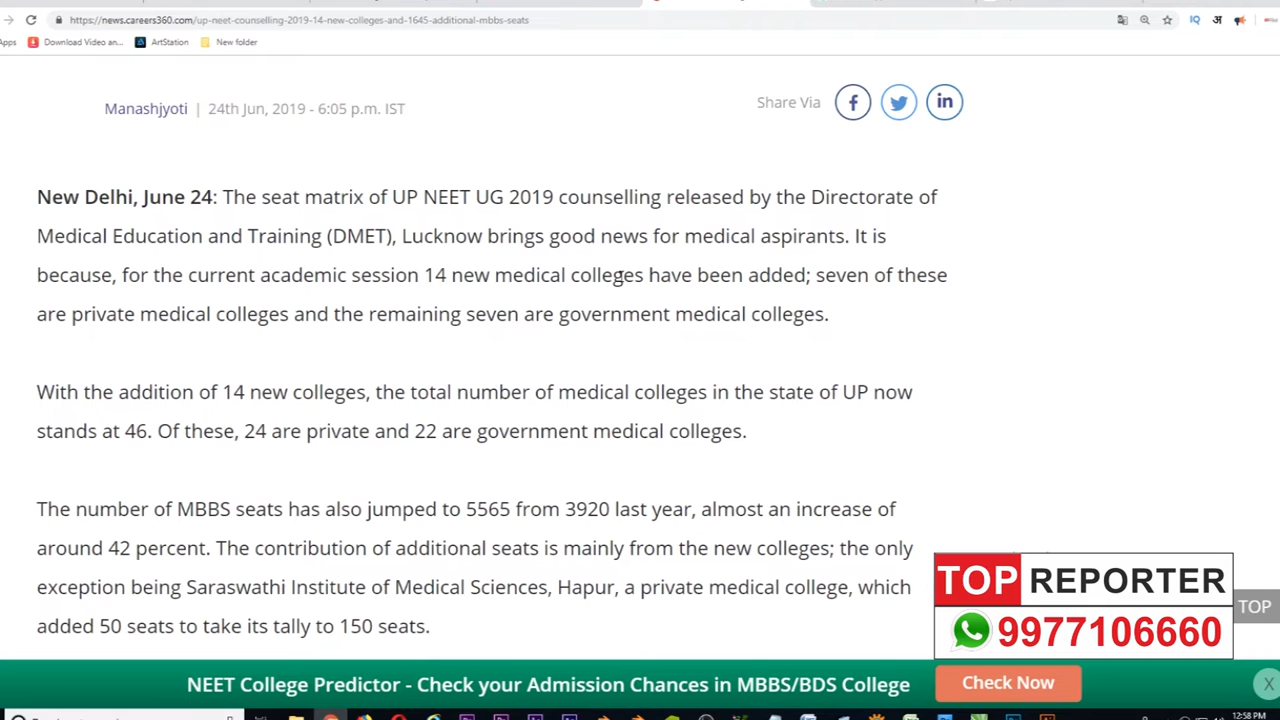 https://news.careers360.com/up-neet-counselling-2019-14-new-colleges-and-1645-additional-mbbs-seats
IQ अ
Apps Download Video an... ArtStation New folder
Manashjyoti | 24th Jun, 2019 - 6:05 p.m. IST
Share Via f in
New Delhi, June 24: The seat matrix of UP NEET UG 2019 counselling released by the Directorate of
Medical Education and Training (DMET), Lucknow brings good news for medical aspirants. It is
because, for the current academic session 14 new medical colleges have been added; seven of these
are private medical colleges and the remaining seven are government medical colleges.
With the addition of 14 new colleges, the total number of medical colleges in the state of UP now
stands at 46. Of these, 24 are private and 22 are government medical colleges.
The number of MBBS seats has also jumped to 5565 from 3920 last year, almost an increase of
around 42 percent. The contribution of additional seats is mainly from the new colleges; the only
exception being Saraswathi Institute of Medical Sciences, Hapur, a private medical college, which
added 50 seats to take its tally to 150 seats.
TOP REPORTER
9977106660
TOP
NEET College Predictor - Check your Admission Chances in MBBS/BDS College
Check Now
X
12:58 PM